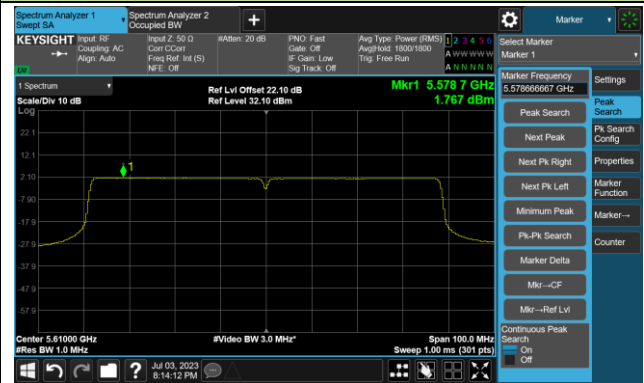 Spectrum Analyzer 1
Swept SA
Spectrum Analyzer 2
Occupied BW
+
Marker
KEYSIGHT
Input: RF
Coupling: AC
Align: Auto
Input Z: 50 Ω
Corr CCorr
Freq Ref: Int (S)
NFE: Off
#Atten: 20 dB
PNO: Fast
Gate: Off
IF Gain: Low
Sig Track: Off
Avg Type: Power (RMS)
Avg|Hold: 1800/1800
Trig: Free Run
1 2 3 4 5 6
A W W W W W
A N N N N N
Select Marker
Marker 1
1 Spectrum
Scale/Div 10 dB
Log
Ref Lvl Offset 22.10 dB
Ref Level 32.10 dBm
Mkr1 5.578 7 GHz
1.767 dBm
22.1
12.1
2.10
-7.90
-17.9
-27.9
-37.9
-47.9
-57.9
1
Center 5.61000 GHz
#Res BW 1.0 MHz
#Video BW 3.0 MHz*
Span 100.0 MHz
Sweep 1.00 ms (301 pts)
Marker Frequency
5.578666667 GHz
Peak Search
Next Peak
Next Pk Right
Next Pk Left
Minimum Peak
Pk-Pk Search
Marker Delta
Mkr→CF
Mkr→Ref Lvl
Continuous Peak
Search
On
Off
Settings
Peak
Search
Pk Search
Config
Properties
Marker
Function
Marker→
Counter
?
Jul 03, 2023
8:14:12 PM